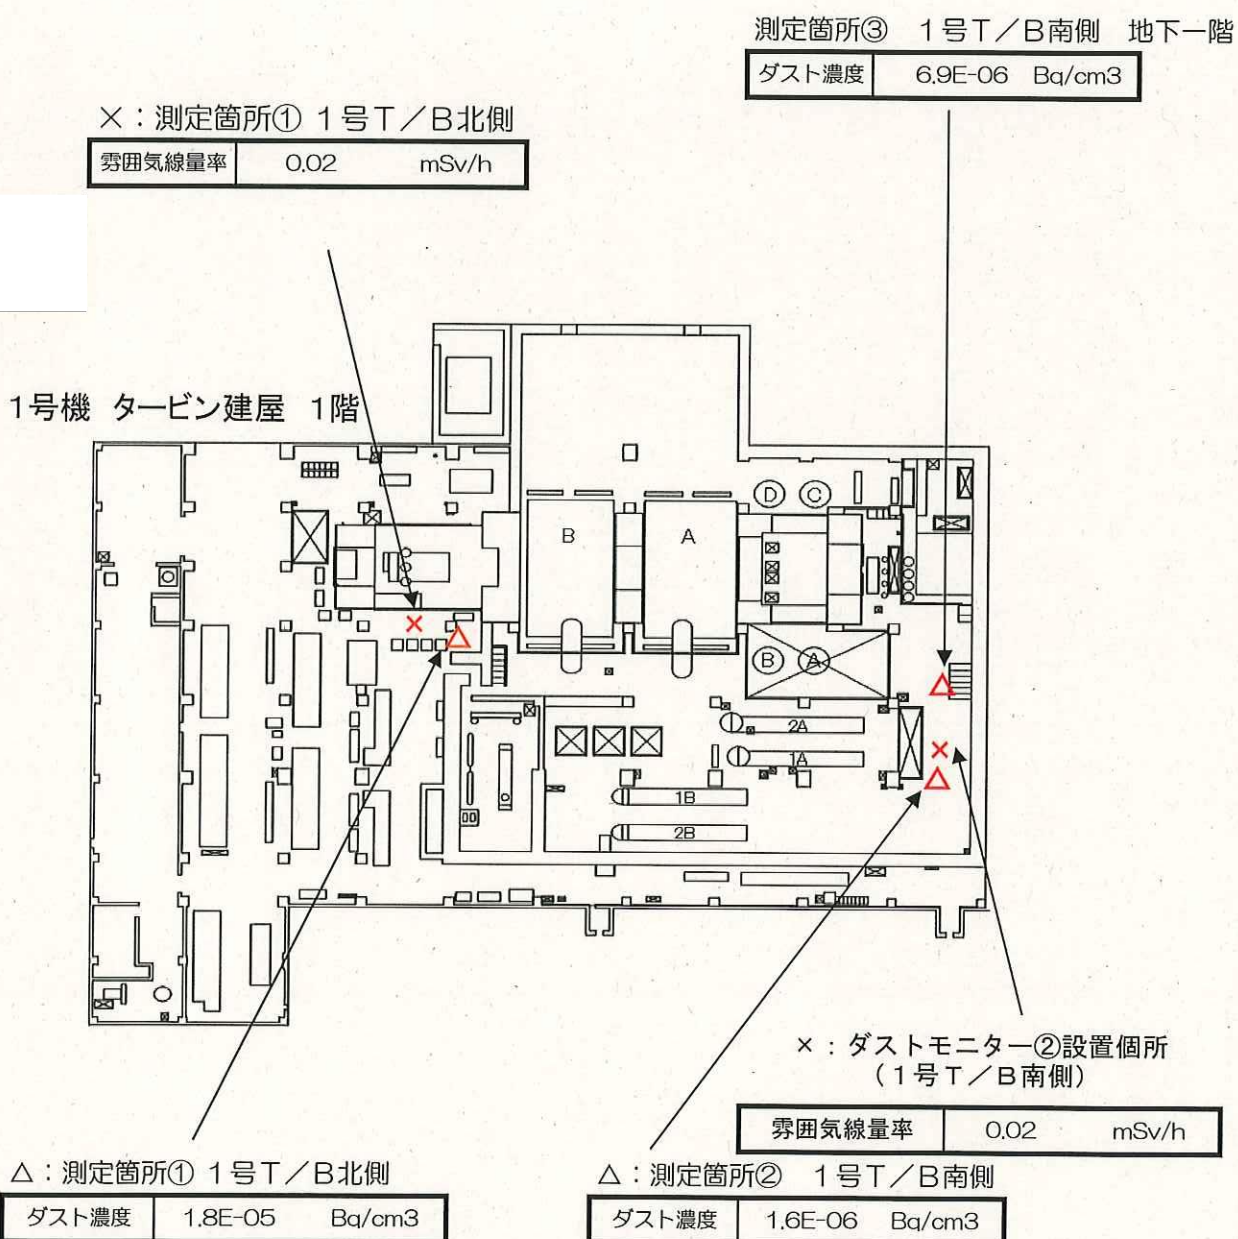 測定箇所③ 1号T/B南側 地下一階
ダスト濃度 6.9E-06 Bq/cm3
×:測定箇所① 1号T/B北側
雰囲気線量率 0.02 mSv/h
1号機 タービン建屋 1階
D C
B A
B A
2A
1A
1B
2B
×:ダストモニター②設置個所
(1号T/B南側)
雰囲気線量率 0.02 mSv/h
△:測定箇所① 1号T/B北側
ダスト濃度 1.8E-05 Bq/cm3
△:測定箇所② 1号T/B南側
ダスト濃度 1.6E-06 Bq/cm3